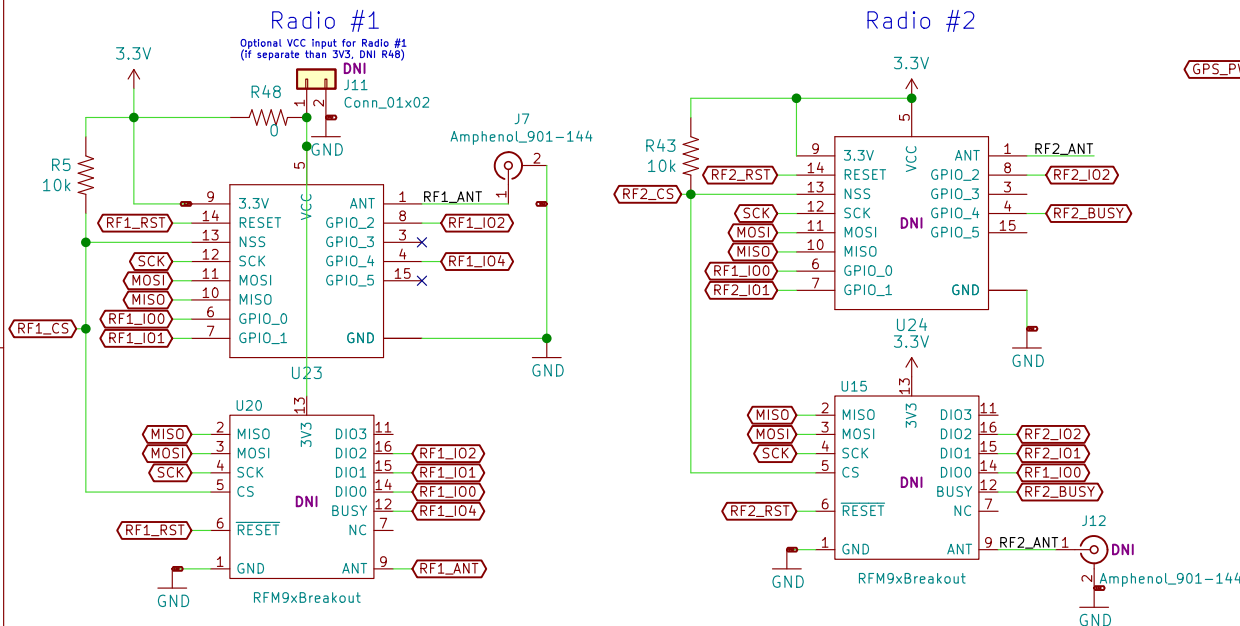 Radio #1
Optional VCC input for Radio #1
(if separate than 3V3, DNI R48)
3.3V
DNI
J11
Conn_01x02
1
2
R48
0
GND
R5
10k
5
VCC
J7
Amphenol_901-144
2
1
9 3.3V
RF1_RST 14 RESET
13 NSS
SCK 12 SCK
MOSI 11 MOSI
MISO 10 MISO
RF1_IO0 6 GPIO_0
RF1_IO1 7 GPIO_1
RF1_CS
ANT 1 RF1_ANT
GPIO_2 8 RF1_IO2
GPIO_3 3
GPIO_4 4 RF1_IO4
GPIO_5 15
GND
GND
U23
U20
13
3V3
MISO 2 MISO
MOSI 3 MOSI
SCK 4 SCK
5 CS
RF1_RST 6 RESET
1 GND
GND
DNI
DIO3 11
DIO2 16 RF1_IO2
DIO1 15 RF1_IO1
DIO0 14 RF1_IO0
BUSY 12 RF1_IO4
NC 7
ANT 9 RF1_ANT
RFM9xBreakout
Radio #2
GPS_P
3.3V
R43
10k
5
VCC
9 3.3V
RF2_RST 14 RESET
RF2_CS 13 NSS
SCK 12 SCK
MOSI 11 MOSI
MISO 10 MISO
RF1_IO0 6 GPIO_0
RF2_IO1 7 GPIO_1
DNI
ANT 1 RF2_ANT
GPIO_2 8 RF2_IO2
GPIO_3 3
GPIO_4 4 RF2_BUSY
GPIO_5 15
GND
GND
U24
3.3V
U15
13
3V3
MISO 2 MISO
MOSI 3 MOSI
SCK 4 SCK
5 CS
RF2_RST 6 RESET
1 GND
GND
DNI
DIO3 11
DIO2 16 RF2_IO2
DIO1 15 RF2_IO1
DIO0 14 RF1_IO0
BUSY 12 RF2_BUSY
NC 7
ANT 9 RF2_ANT 1
J12
DNI
2
Amphenol_901-144
GND
RFM9xBreakout